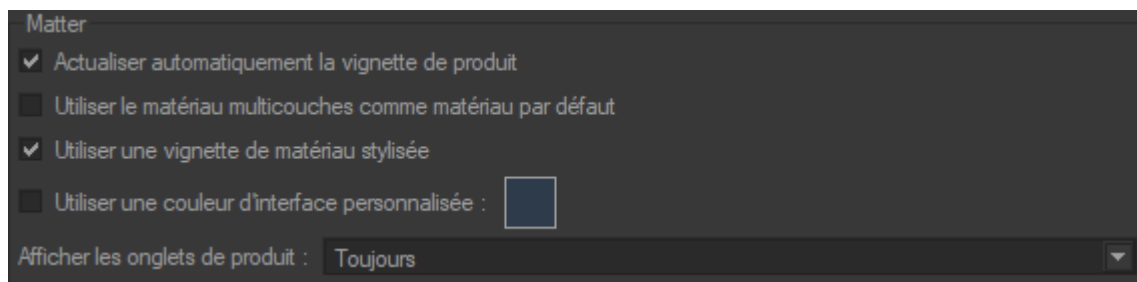 Matter
Actualiser automatiquement la vignette de produit
Utiliser le matériau multicouches comme matériau par défaut
Utiliser une vignette de matériau stylisée
Utiliser une couleur d'interface personnalisée :
Afficher les onglets de produit : Toujours